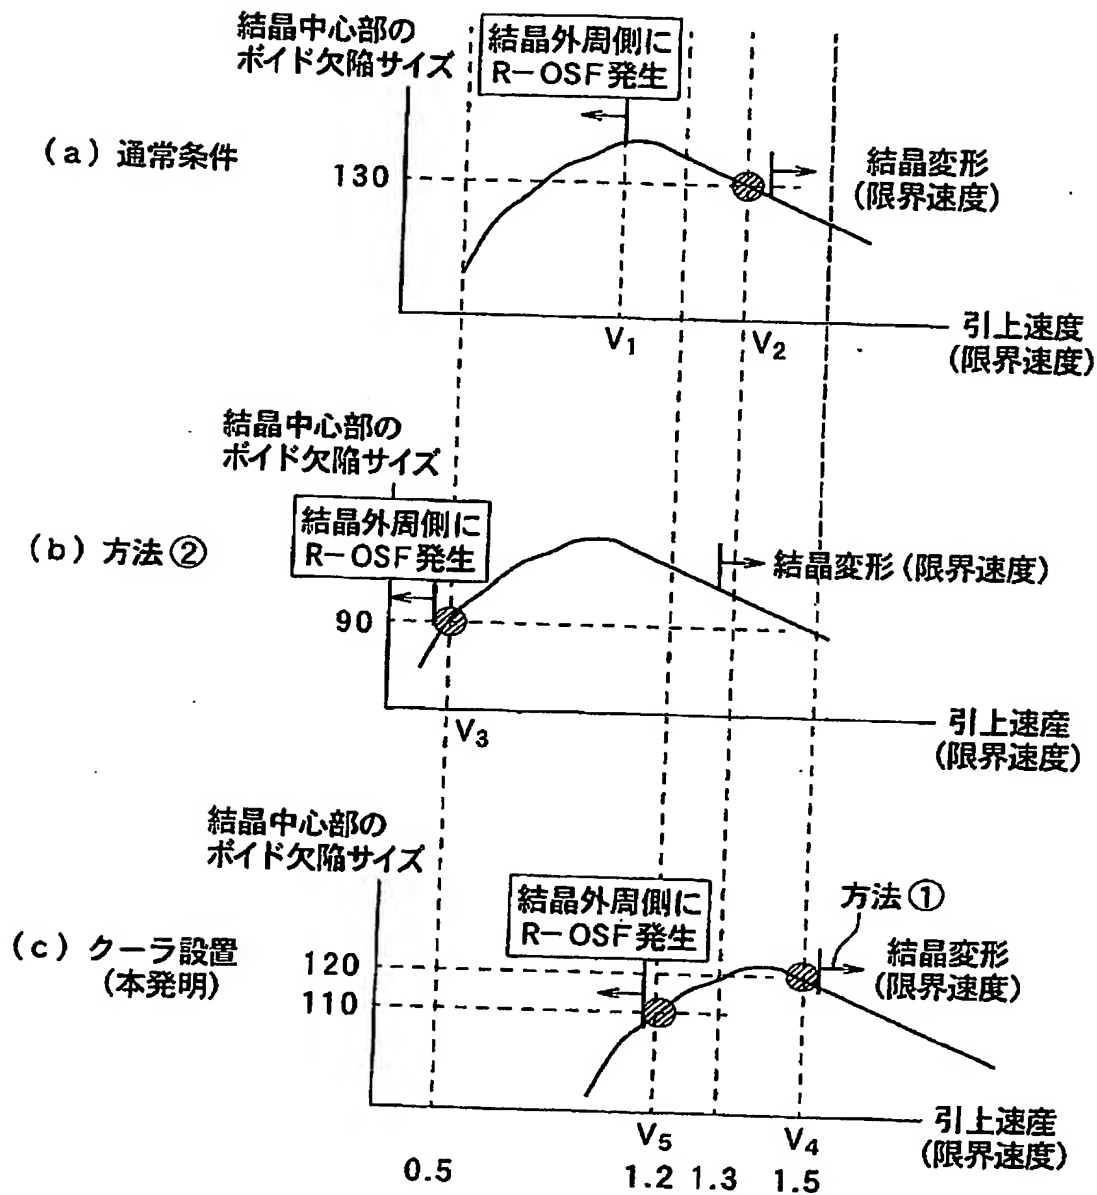 結晶中心部の
ボイド欠陥サイズ
結晶外周側に
R-OSF発生
(a) 通常条件
130
結晶変形
(限界速度)
V1
V2
引上速度
(限界速度)
結晶中心部の
ボイド欠陥サイズ
結晶外周側に
R-OSF発生
(b) 方法②
結晶変形 (限界速度)
90
V3
引上速産
(限界速度)
結晶中心部の
ボイド欠陥サイズ
結晶外周側に
R-OSF発生
方法①
(c) クーラ設置
(本発明)
120
110
結晶変形
(限界速度)
V5
V4
引上速産
(限界速度)
0.5
1.2
1.3
1.5